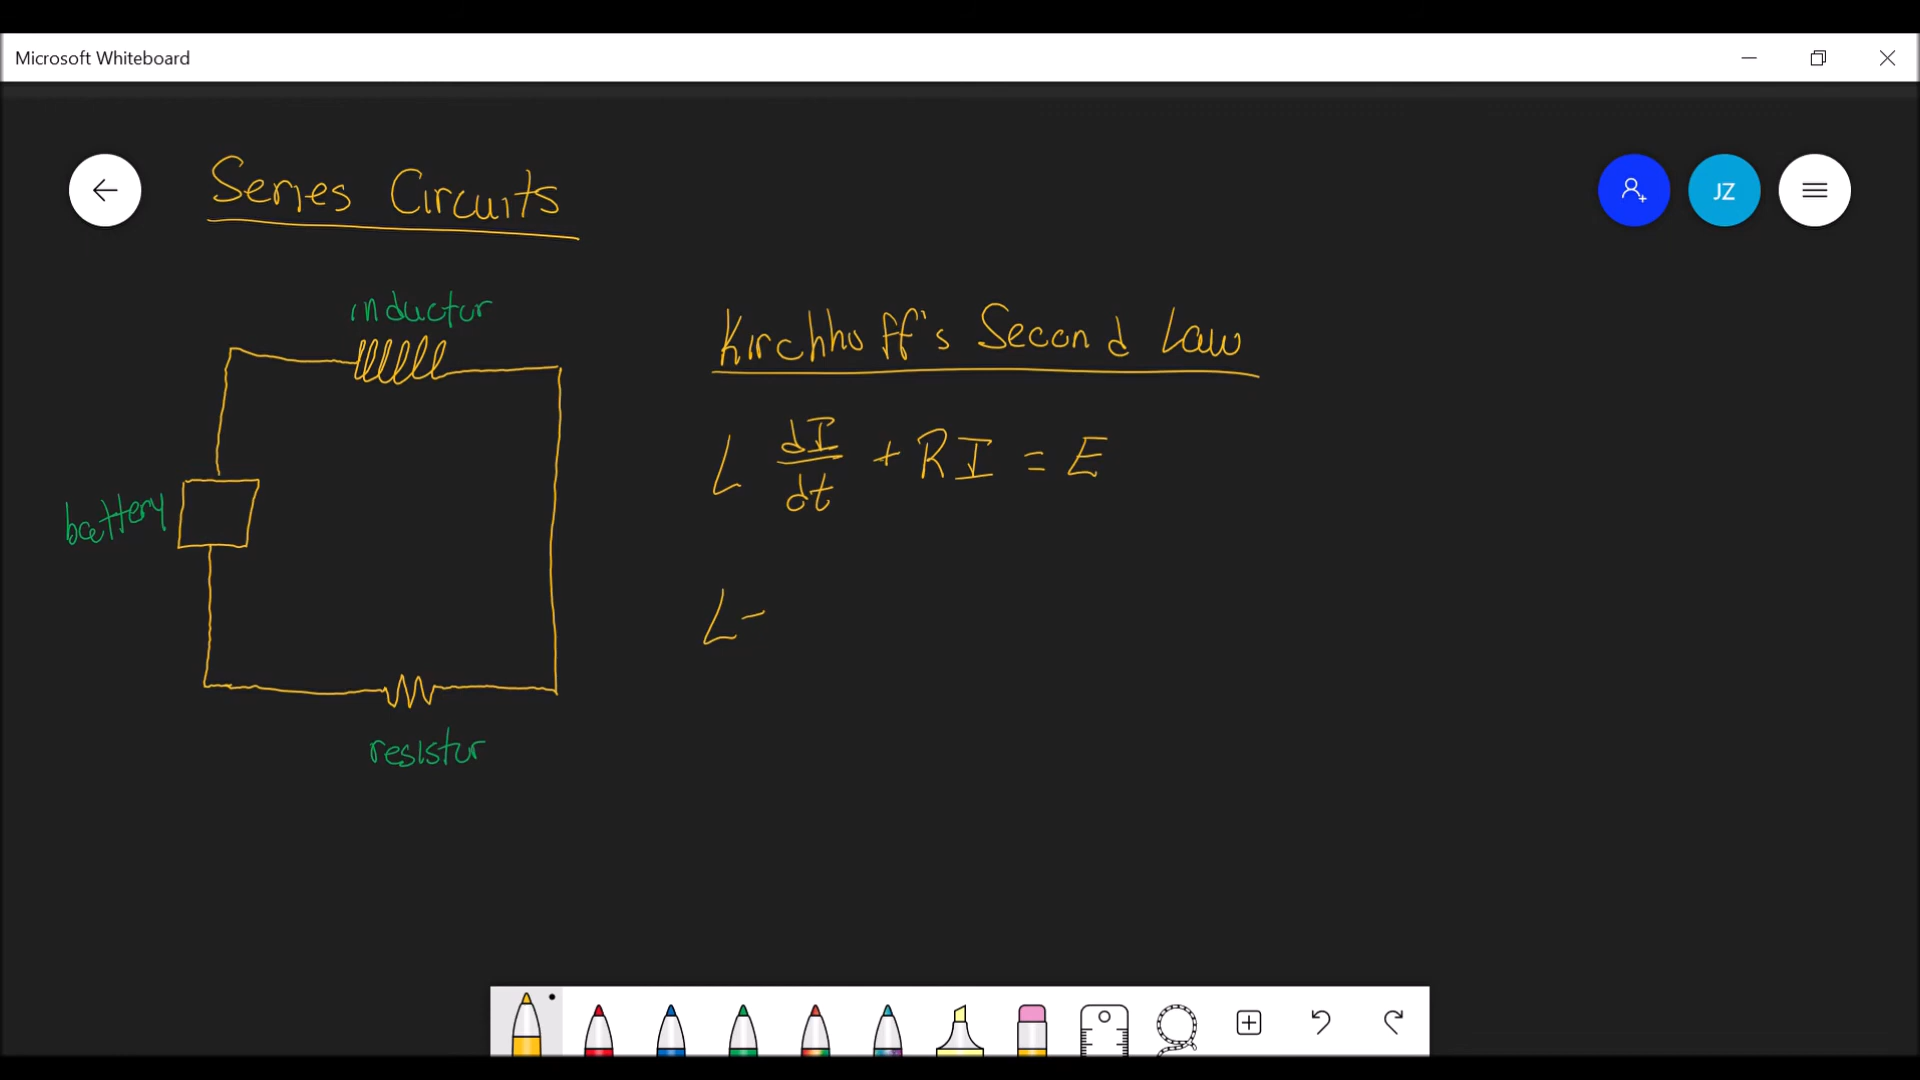 Microsoft Whiteboard
Series Circuits
JZ
inductor
Kirchhoff's Second Law
L dI/dt + RI = E
battery
L -
resistor